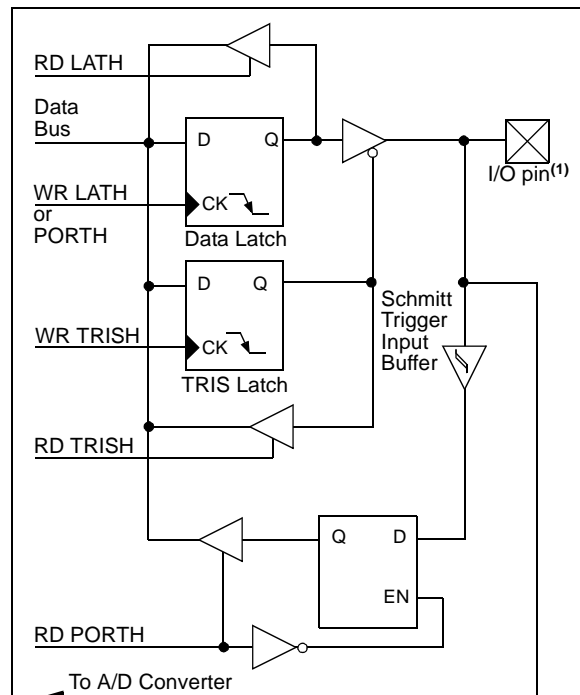 RD LATH
Data
Bus
D
Q
I/O pin(1)
WR LATH
or
PORTH
CK
Data Latch
D
Q
Schmitt
Trigger
Input
Buffer
WR TRISH
CK
TRIS Latch
RD TRISH
Q
D
EN
RD PORTH
To A/D Converter